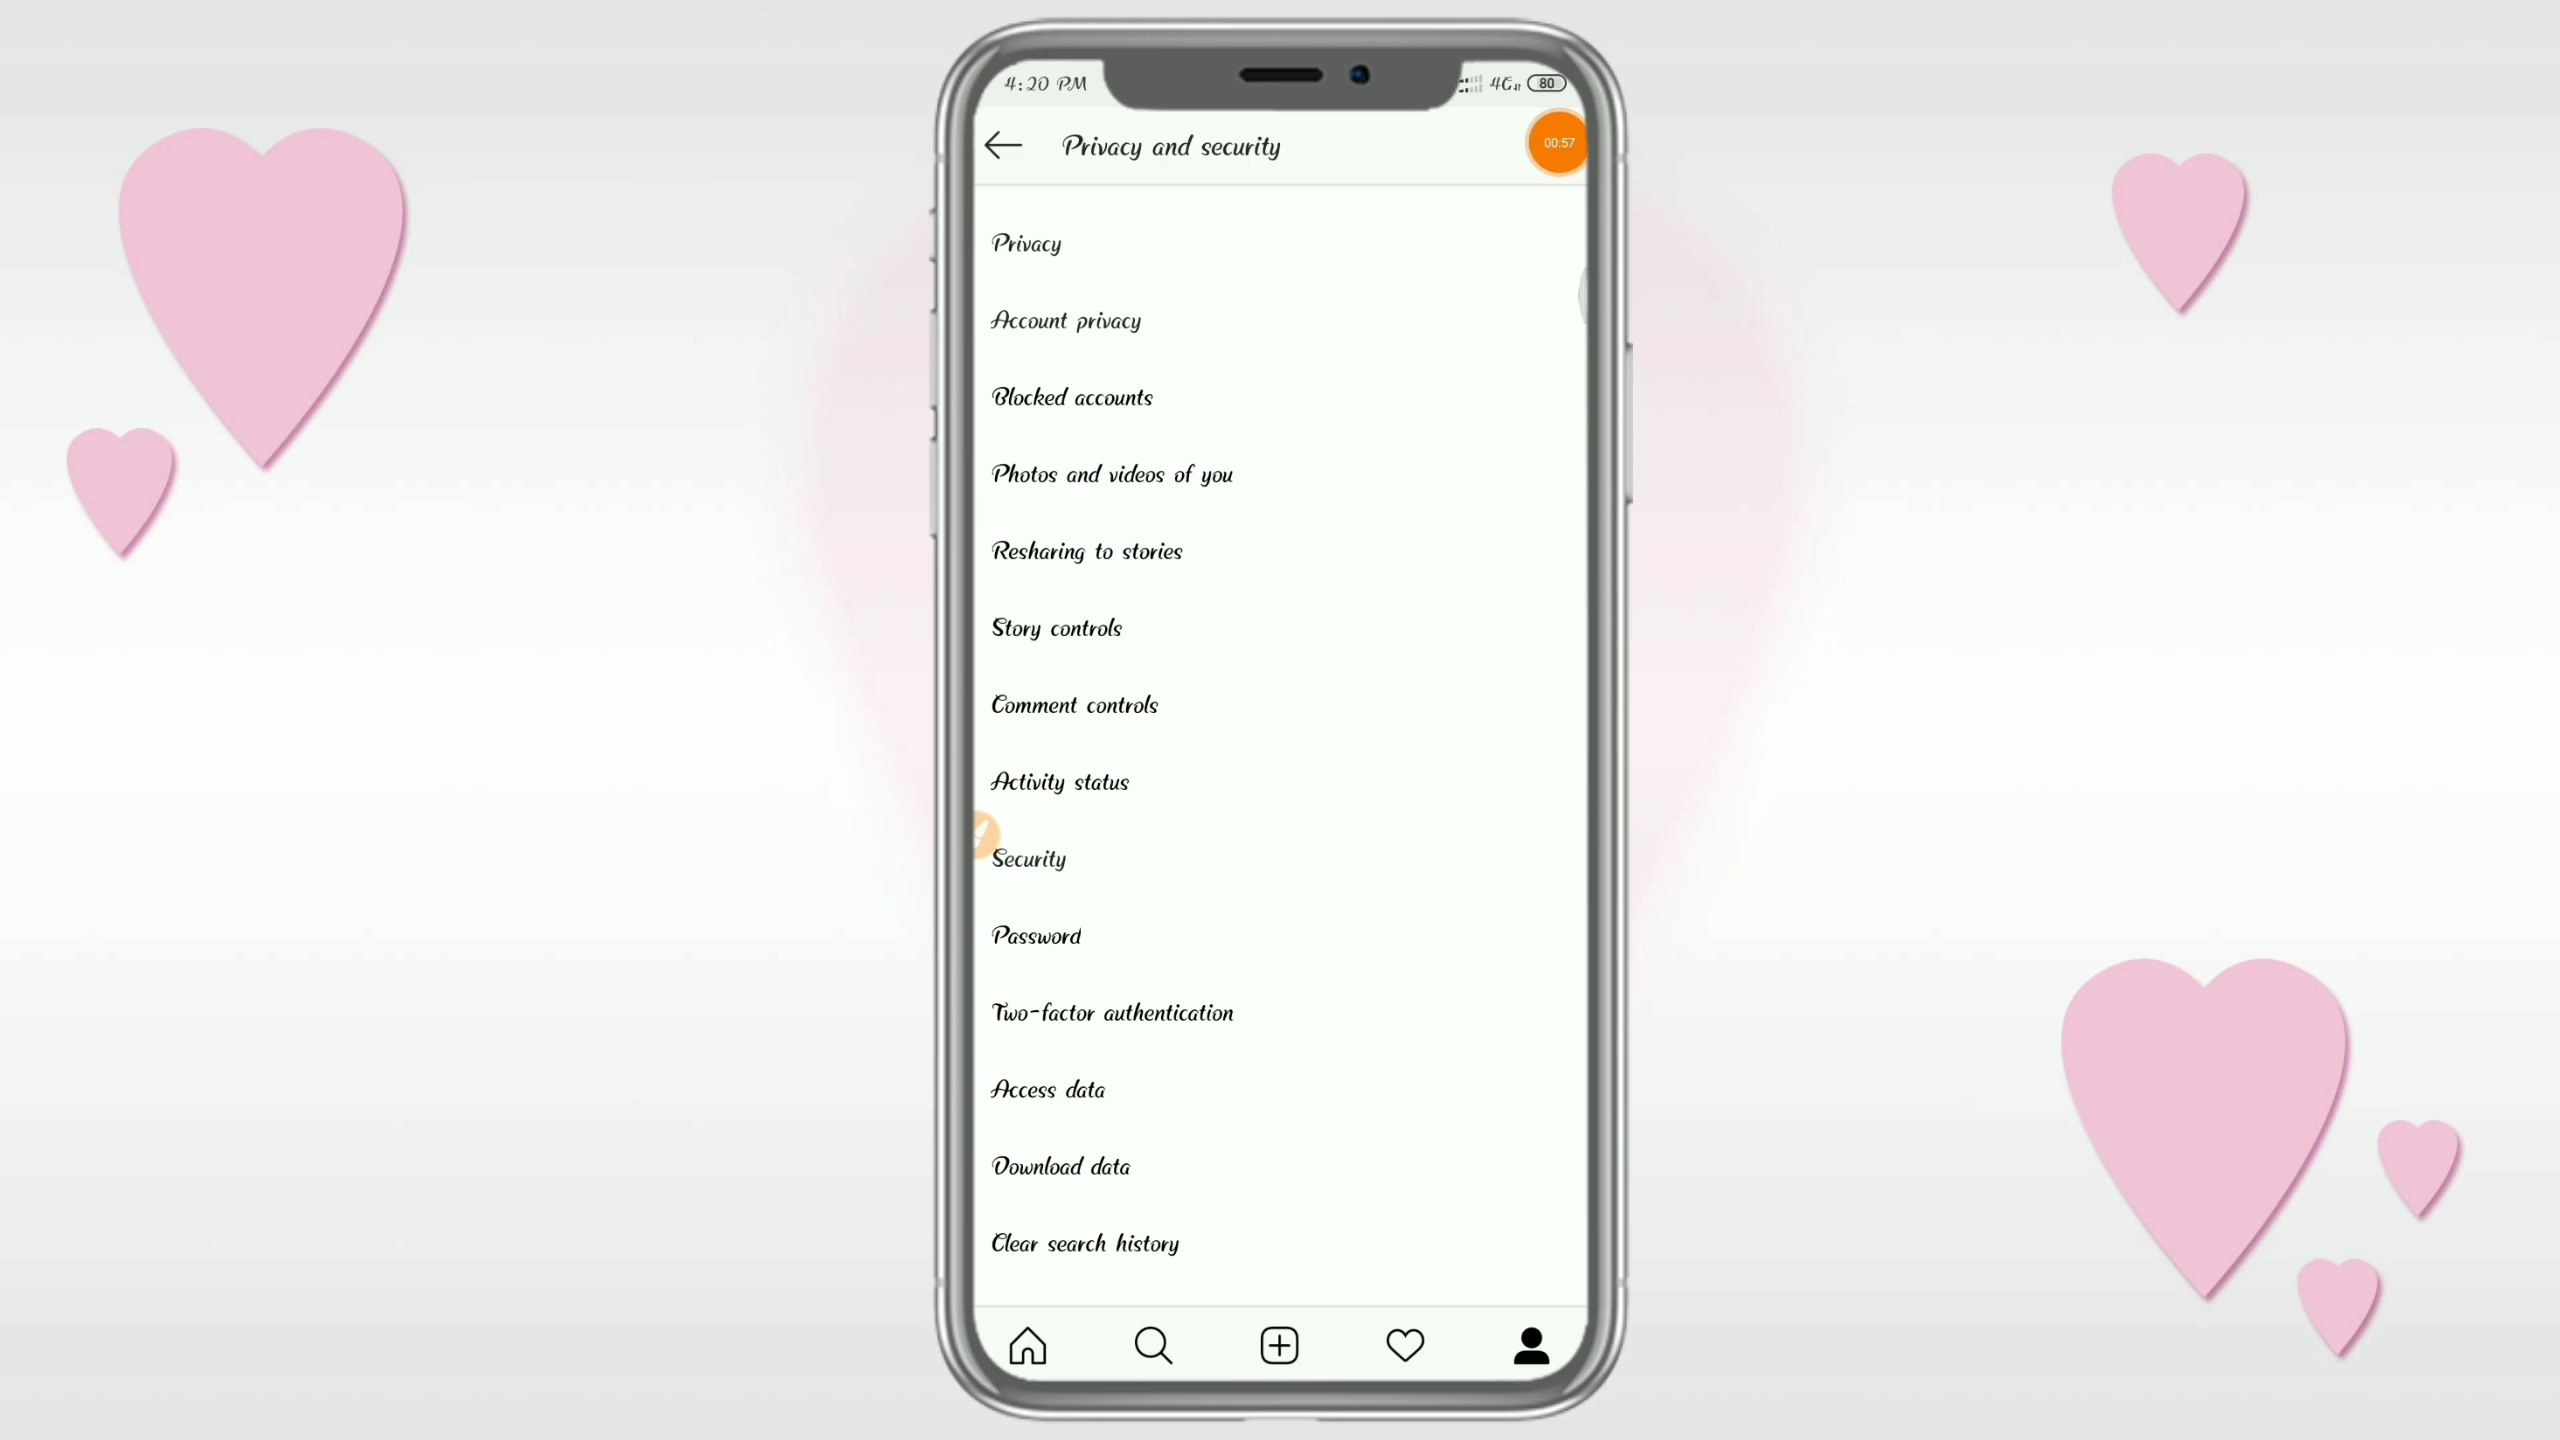 4:20 PM
4G
80
Privacy and security
00:57
Privacy
Account privacy
Blocked accounts
Photos and videos of you
Resharing to stories
Story controls
Comment controls
Activity status
Security
Password
Two-factor authentication
Access data
Download data
Clear search history